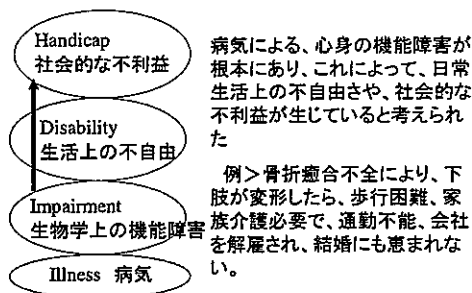 Handicap
社会的な不利益
Disability
生活上の不自由
Impairment
生物学上の機能障害
Illness 病気
病気による、心身の機能障害が
根本にあり、これによって、日常
生活上の不自由さや、社会的な
不利益が生じていると考えられ
た
例>骨折癒合不全により、下
肢が変形したら、歩行困難、家
族介護必要で、通勤不能、会社
を解雇され、結婚にも恵まれな
い。